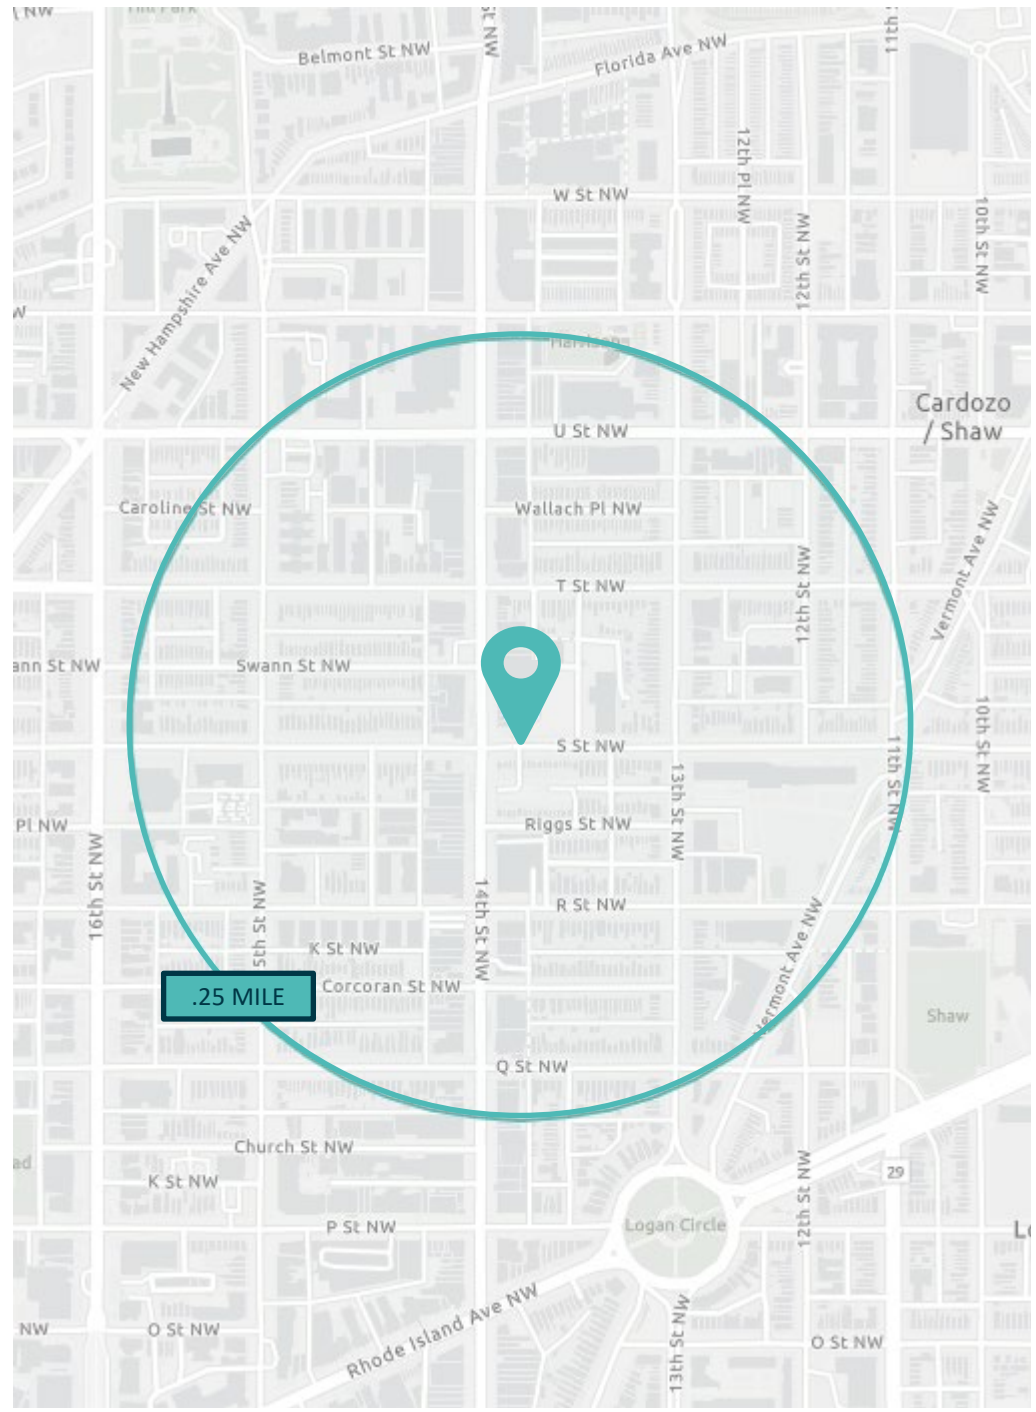 NW
St NW
11th
Belmont St NW
Florida Ave NW
12th Pl NW
W St NW
New Hampshire Ave NW
12th St NW
10th St NW
W
Harrison
Cardozo
/ Shaw
U St NW
Caroline St NW
Wallach Pl NW
Vermont Ave NW
12th St NW
T St NW
ann St NW
Swann St NW
S St NW
11th St NW
10th St NW
13th St NW
Pl NW
Riggs St NW
16th St NW
5th St NW
14th St NW
R St NW
Vermont Ave NW
K St NW
Corcoran St NW
.25 MILE
Shaw
Q St NW
Church St NW
ad
K St NW
29
12th St NW
P St NW
Logan Circle
Lo
Rhode Island Ave NW
NW
O St NW
13th St NW
O St NW